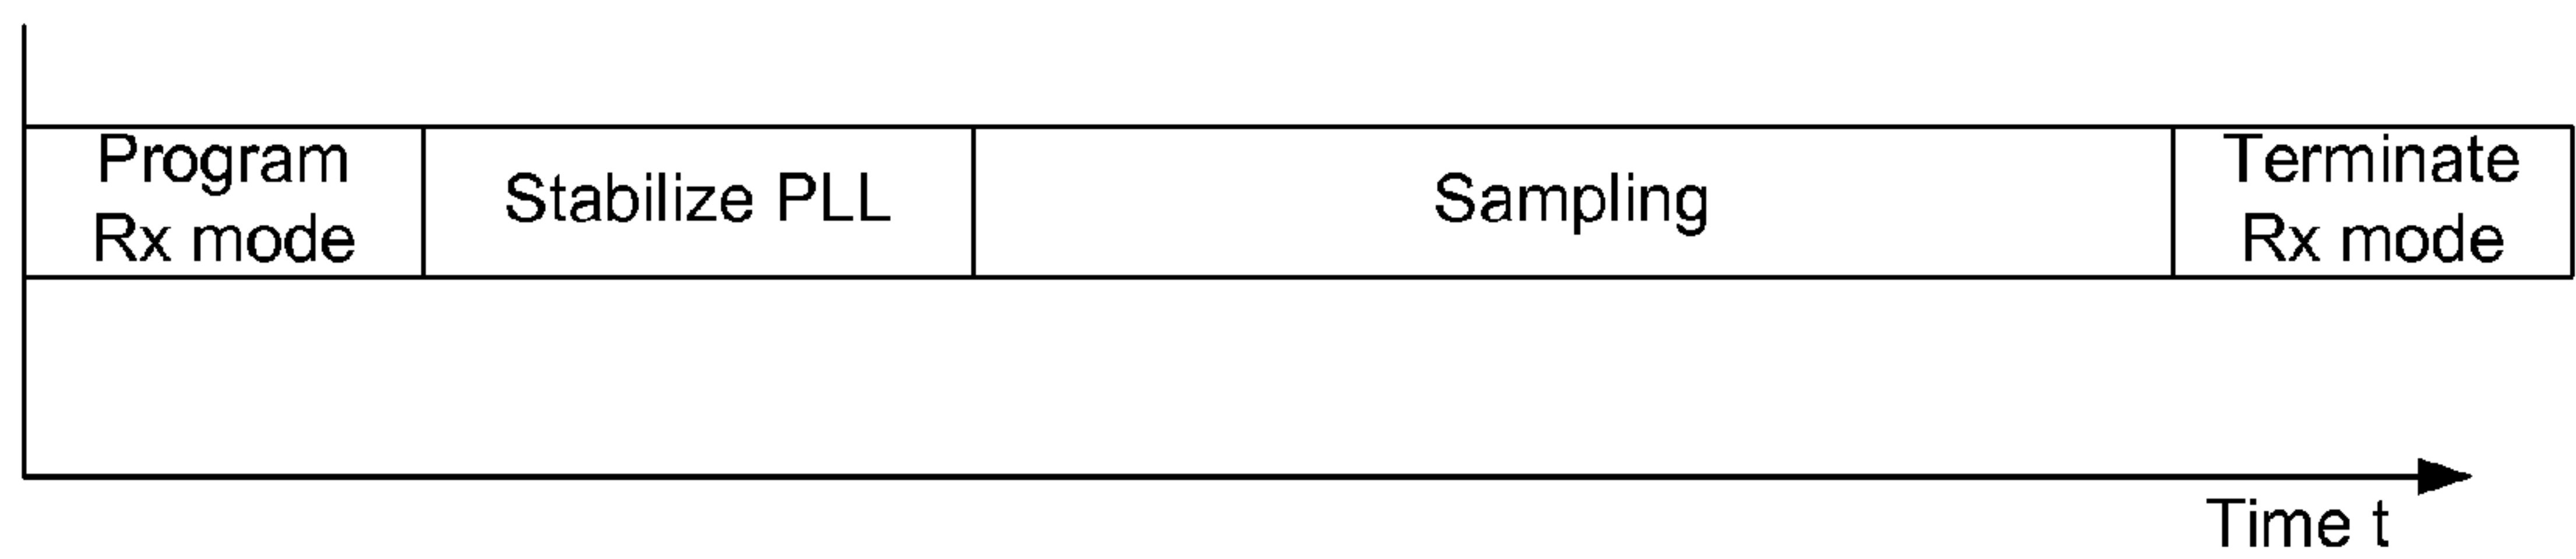 Program
Rx mode
Stabilize PLL
Sampling
Terminate
Rx mode
Time t